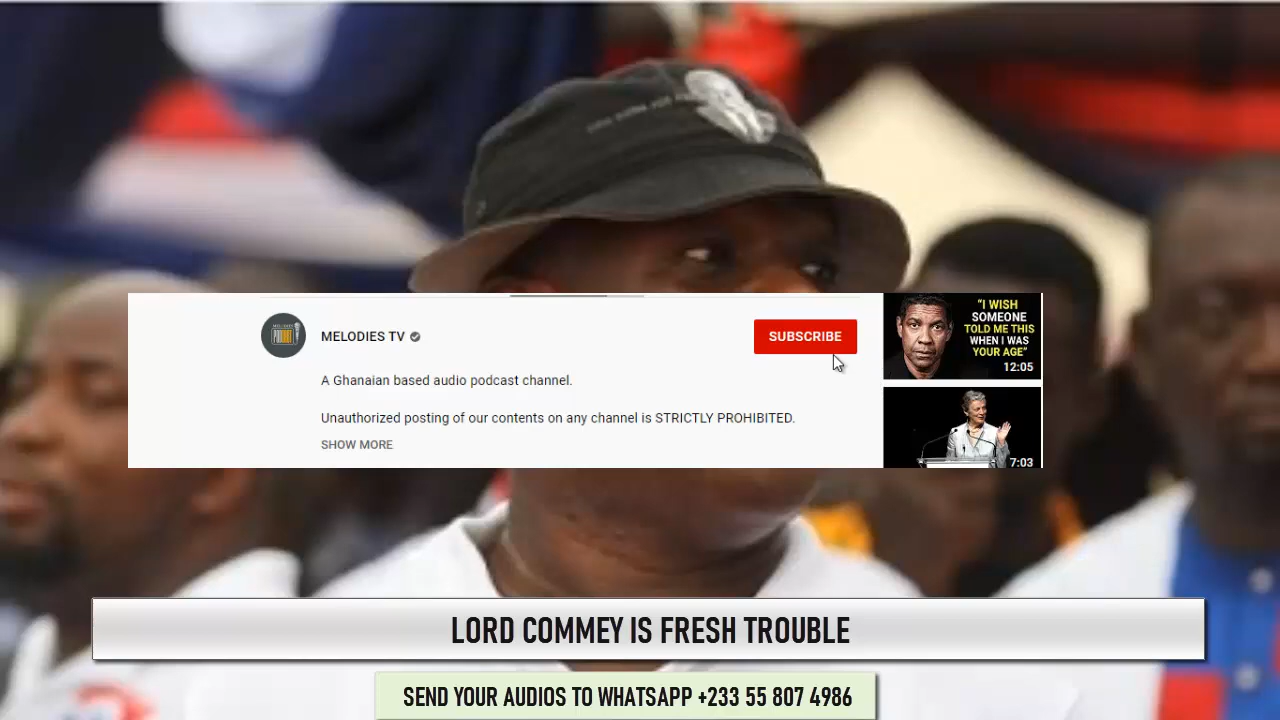 MELODIES TV
SUBSCRIBE
A Ghanaian based audio podcast channel.
Unauthorized posting of our contents on any channel is STRICTLY PROHIBITED.
SHOW MORE
"I WISH
SOMEONE
TOLD ME THIS
WHEN I WAS
YOUR AGE"
12:05
7:03
LORD COMMEY IS FRESH TROUBLE
SEND YOUR AUDIOS TO WHATSAPP +233 55 807 4986